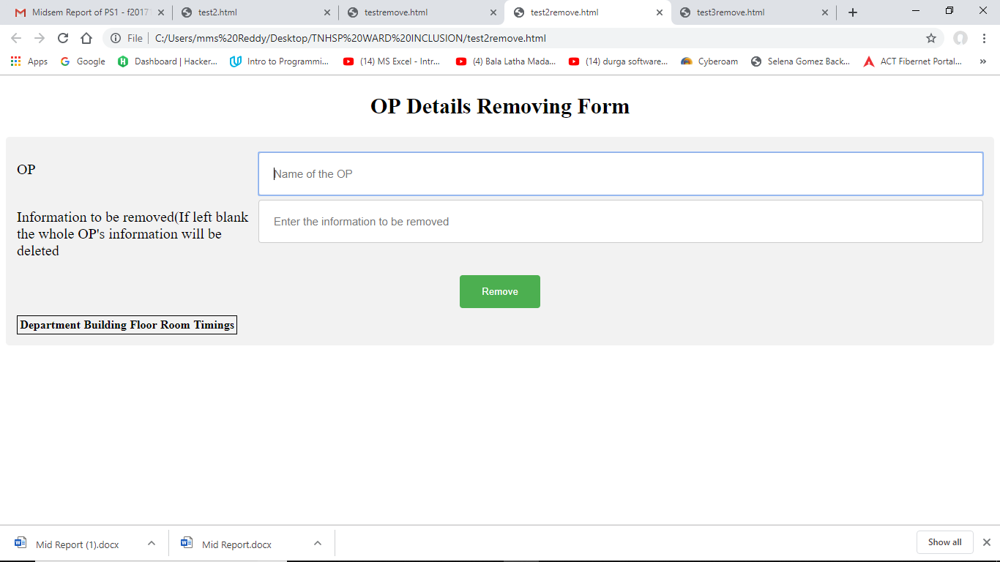 Midsem Report of PS1 - f2017
test2.html
testremove.html
test2remove.html
test3remove.html
File
C:/Users/mms%20Reddy/Desktop/TNHSP%20WARD%20INCLUSION/test2remove.html
Apps
Google
Dashboard | Hacker...
Intro to Programmi...
(14) MS Excel - Intr...
(4) Bala Latha Mada...
(14) durga software...
Cyberoam
Selena Gomez Back...
ACT Fibernet Portal...
»
OP Details Removing Form
OP
Name of the OP
Information to be removed(If left blank
the whole OP's information will be
deleted
Enter the information to be removed
Remove
Department Building Floor Room Timings
Mid Report (1).docx
Mid Report.docx
Show all